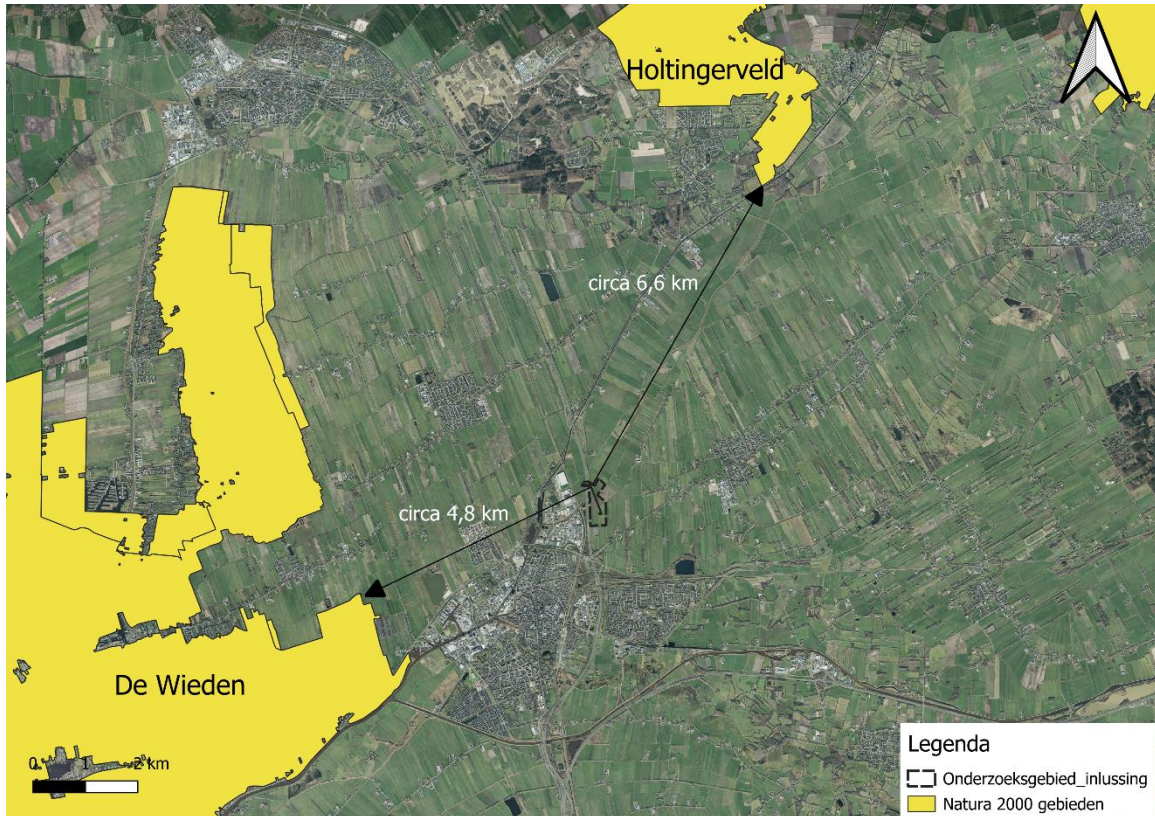 Holtingerveld
circa 6,6 km
circa 4,8 km
De Wieden
0 1 2 km
Legenda
Onderzoeksgebied_inlussing
Natura 2000 gebieden